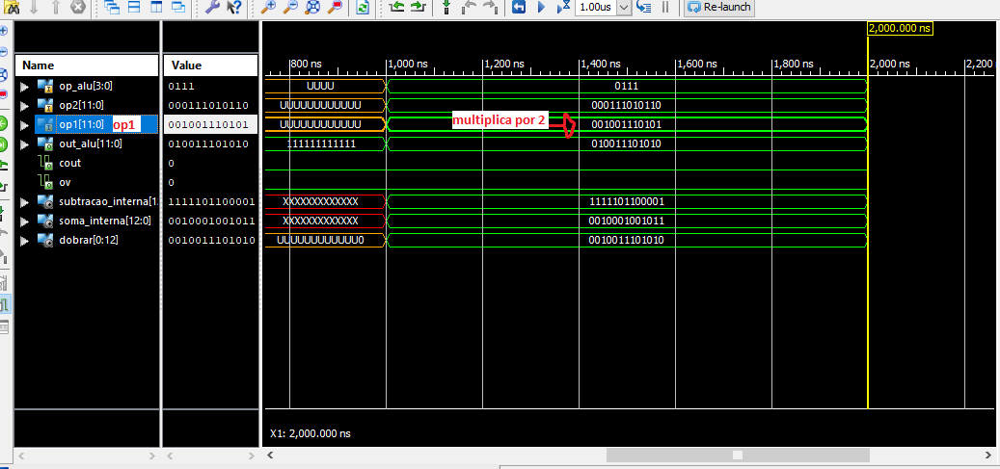 1.00us
Re-launch
2,000.000 ns
Name Value
800 ns 1,000 ns 1,200 ns 1,400 ns 1,600 ns 1,800 ns 2,000 ns 2,200
op_alu[3:0] 0111 UUUU 0111
op2[11:0] 000111010110 UUUUUUUUUUUU 000111010110
op1[11:0] op1 001001110101 UUUUUUUUUUUU multiplica por 2 001001110101
out_alu[11:0] 010011101010 111111111111 010011101010
cout 0
ov 0
subtracao_interna[1 1111101100001 XXXXXXXXXXXXX 1111101100001
soma_interna[12:0] 0010001001011 XXXXXXXXXXXXX 0010001001011
dobrar[0:12] 0010011101010 UUUUUUUUUUUU0 0010011101010
X1: 2,000.000 ns